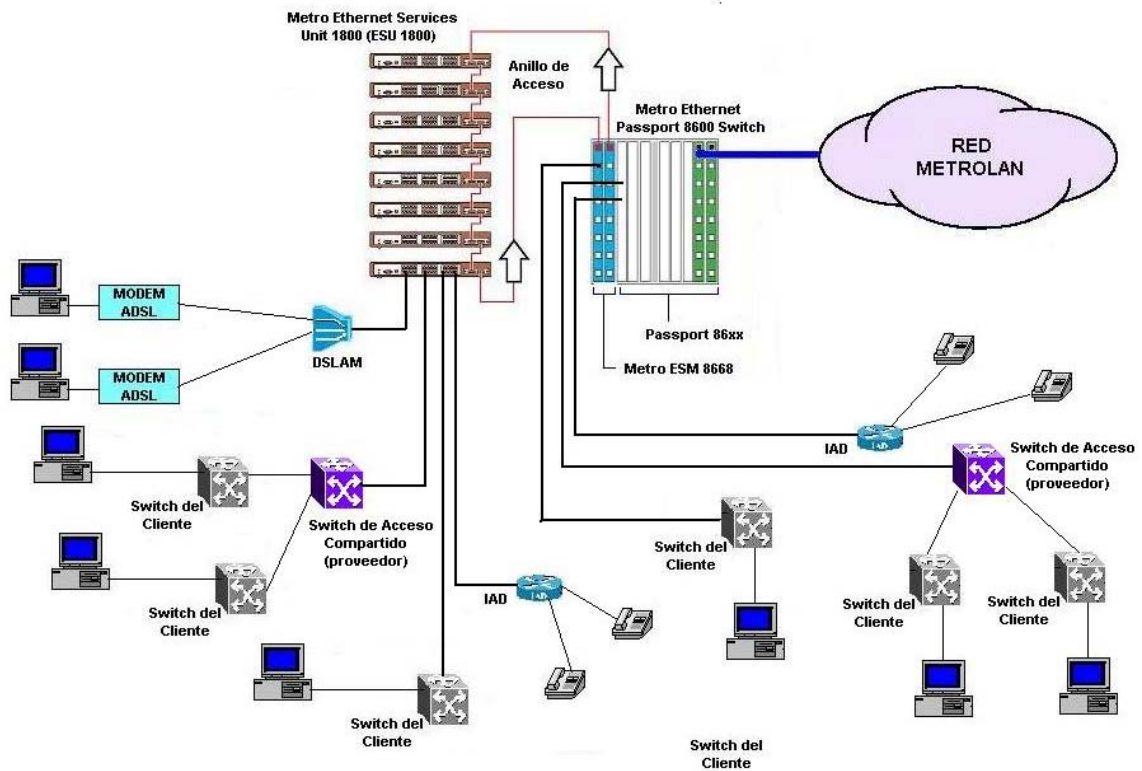 Metro Ethernet Services
Unit 1800 (ESU 1800)
Anillo de
Acceso
Metro Ethernet
Passport 8600 Switch
RED
METROLAN
MODEM
ADSL
DSLAM
Passport 86xx
Metro ESM 8668
MODEM
ADSL
IAD
IAD
Switch de Acceso
Compartido
(proveedor)
Switch del
Cliente
Switch de Acceso
Compartido
(proveedor)
Switch del
Cliente
Switch del
Cliente
IAD
IAD
Switch del
Cliente
Switch del
Cliente
Switch del
Cliente
Switch del
Cliente